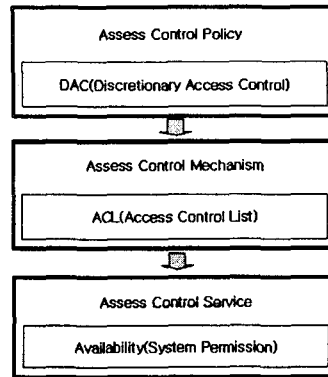 Assess Control Policy
DAC(Discretionary Access Control)
Assess Control Mechanism
ACL(Access Control List)
Assess Control Service
Availability(System Permission)